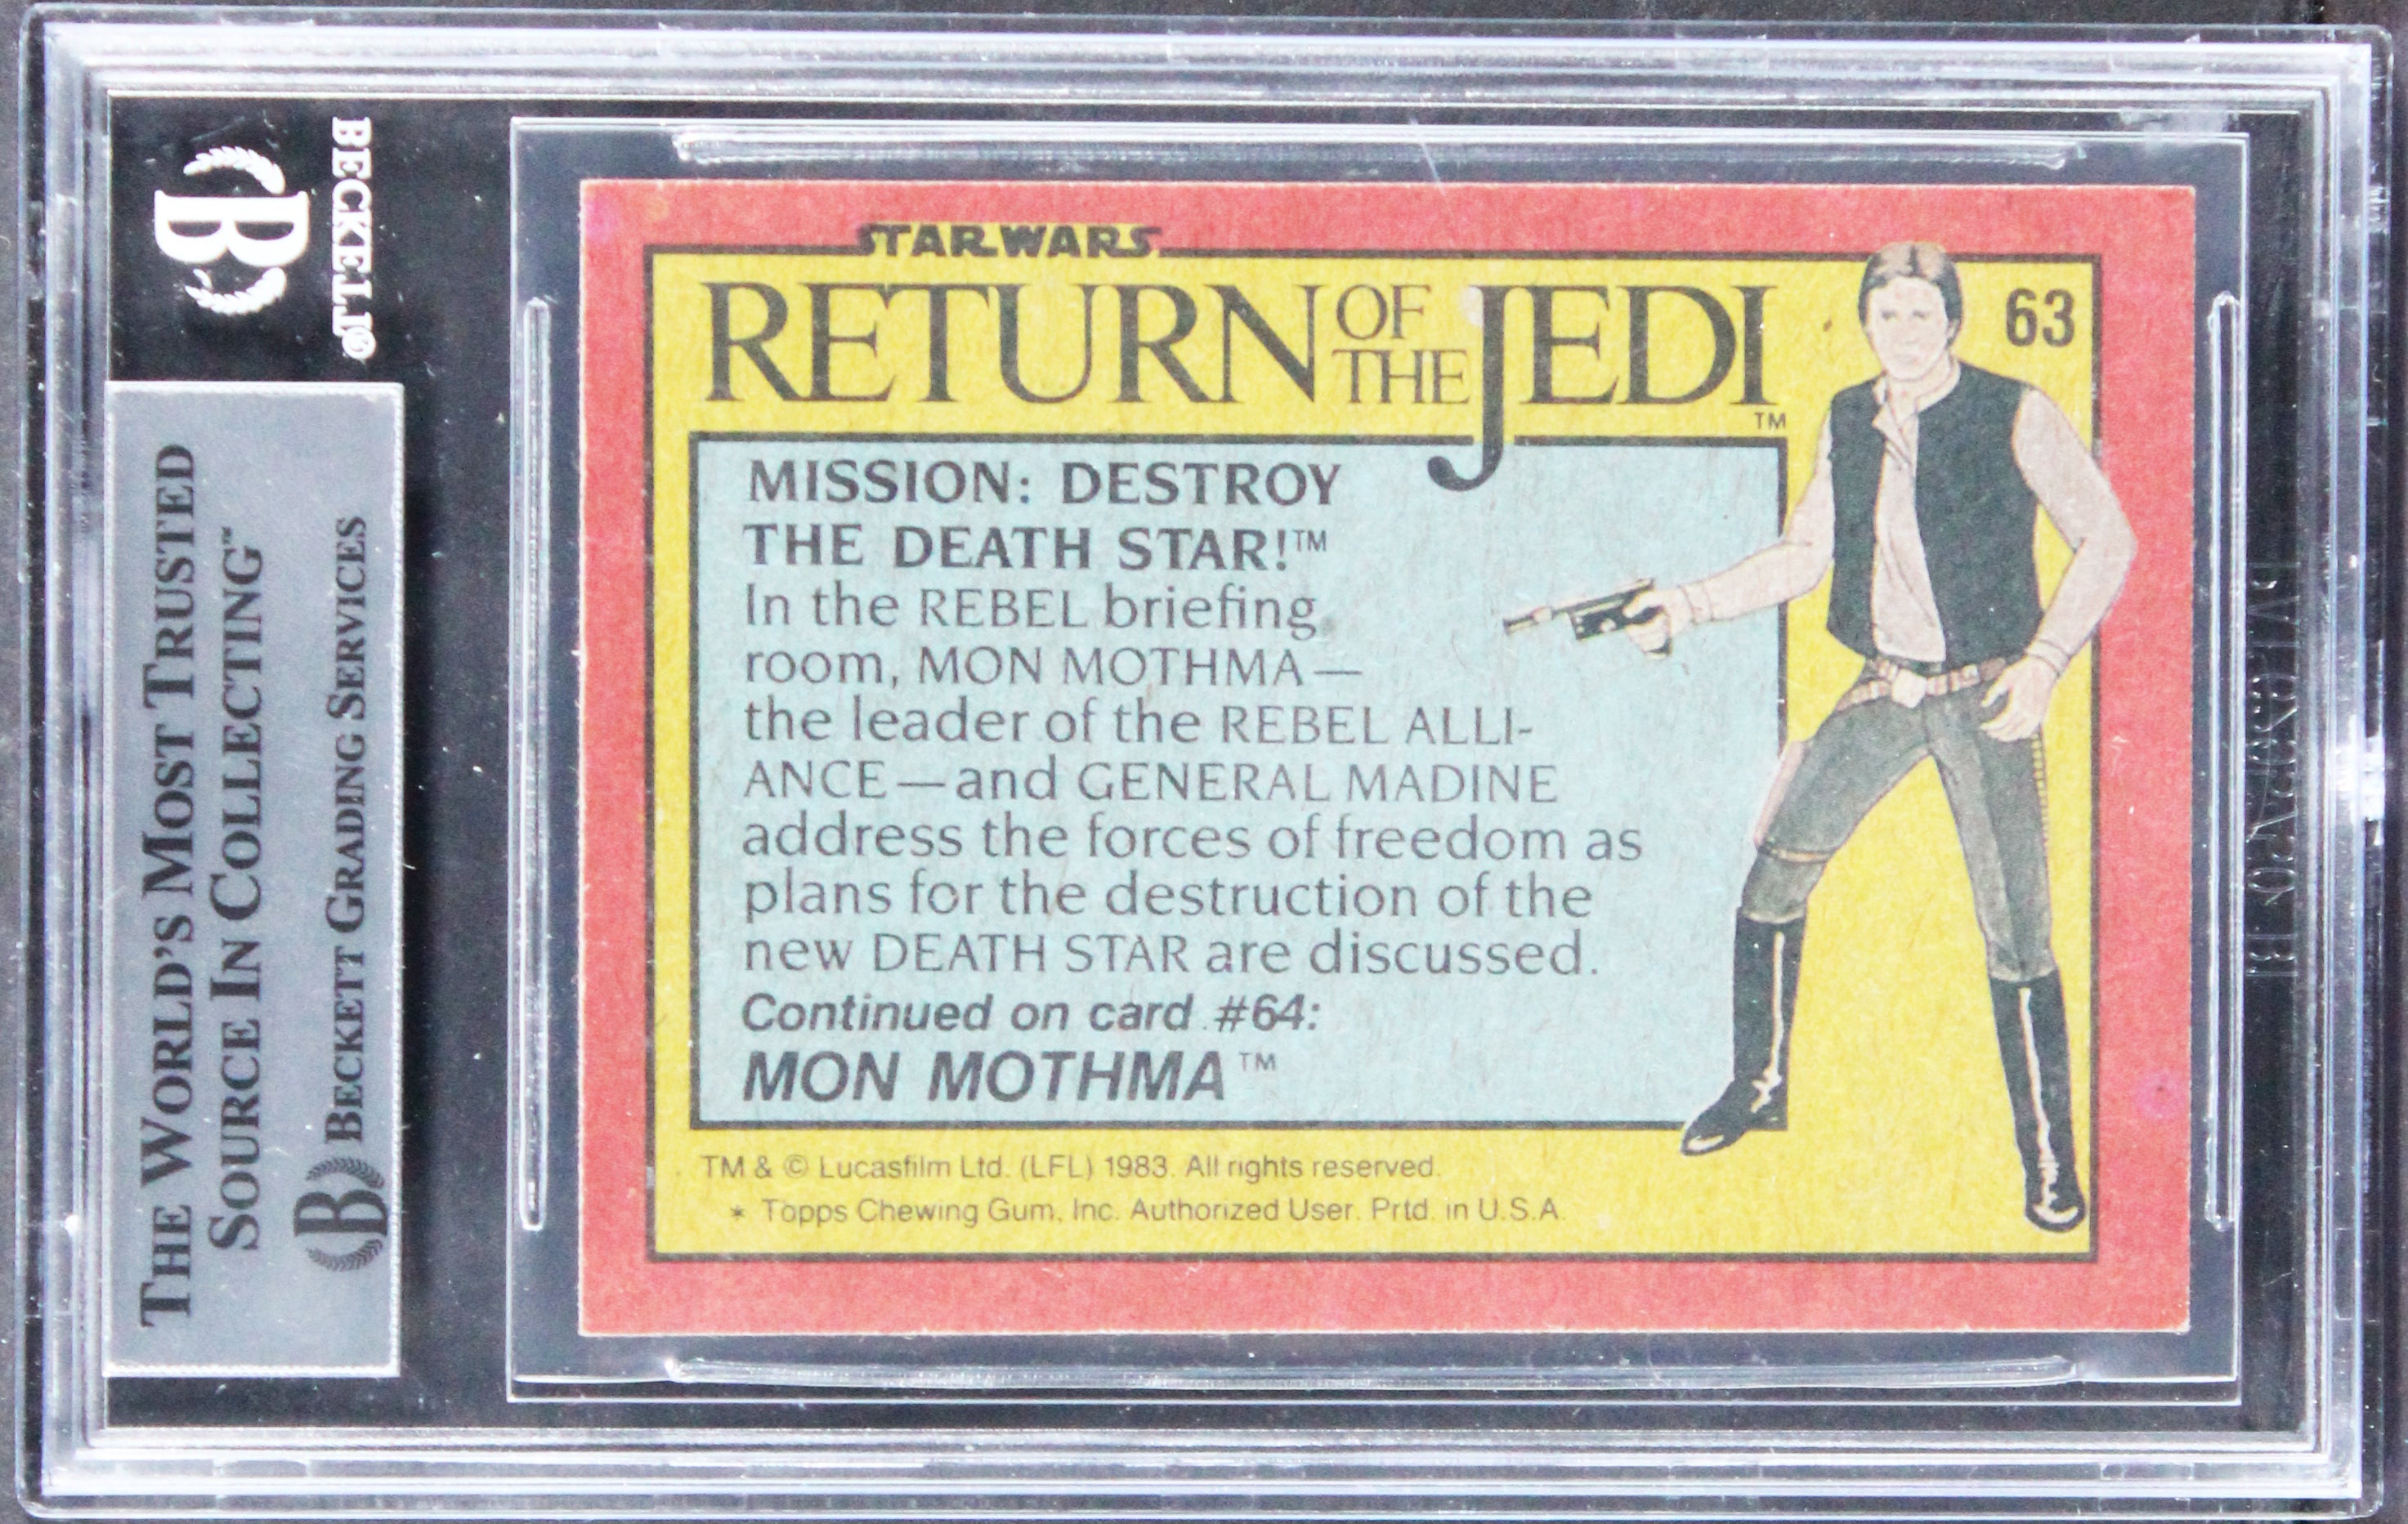 BECKETT®
B
THE WORLD'S MOST TRUSTED
SOURCE IN COLLECTING™
B BECKETT GRADING SERVICES
STAR WARS
RETURN OF THE JEDI™
63
MISSION: DESTROY
THE DEATH STAR!™
In the REBEL briefing
room, MON MOTHMA—
the leader of the REBEL ALLI-
ANCE—and GENERAL MADINE
address the forces of freedom as
plans for the destruction of the
new DEATH STAR are discussed.
Continued on card #64:
MON MOTHMA™
TM & © Lucasfilm Ltd. (LFL) 1983. All rights reserved.
* Topps Chewing Gum, Inc. Authorized User. Prtd. in U.S.A.